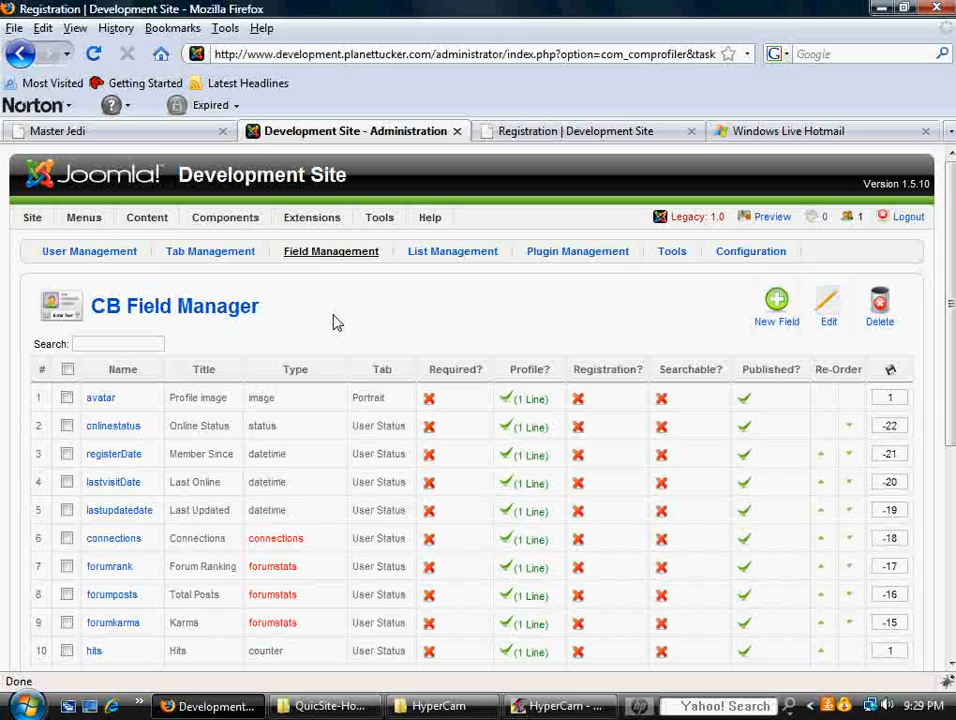 Registration | Development Site - Mozilla Firefox
File Edit View History Bookmarks Tools Help
http://www.development.planettucker.com/administrator/index.php?option=com_comprofiler&task
Google
Most Visited Getting Started Latest Headlines
Norton Expired
Master Jedi Development Site - Administration Registration | Development Site Windows Live Hotmail
Joomla! Development Site
Version 1.5.10
Site Menus Content Components Extensions Tools Help Legacy: 1.0 Preview 0 1 Logout
User Management Tab Management Field Management List Management Plugin Management Tools Configuration
CB Field Manager
New Field Edit Delete
Search:
# Name Title Type Tab Required? Profile? Registration? Searchable? Published? Re-Order
1 avatar Profile image image Portrait (1 Line) 1
2 onlinestatus Online Status status User Status (1 Line) -22
3 registerDate Member Since datetime User Status (1 Line) -21
4 lastvisitDate Last Online datetime User Status (1 Line) -20
5 lastupdatedate Last Updated datetime User Status (1 Line) -19
6 connections Connections connections User Status (1 Line) -18
7 forumrank Forum Ranking forumstats User Status (1 Line) -17
8 forumposts Total Posts forumstats User Status (1 Line) -16
9 forumkarma Karma forumstats User Status (1 Line) -15
10 hits Hits counter User Status (1 Line) 1
Done
Development... QuicSite-Ho... HyperCam HyperCam - ... Yahoo! Search 9:29 PM